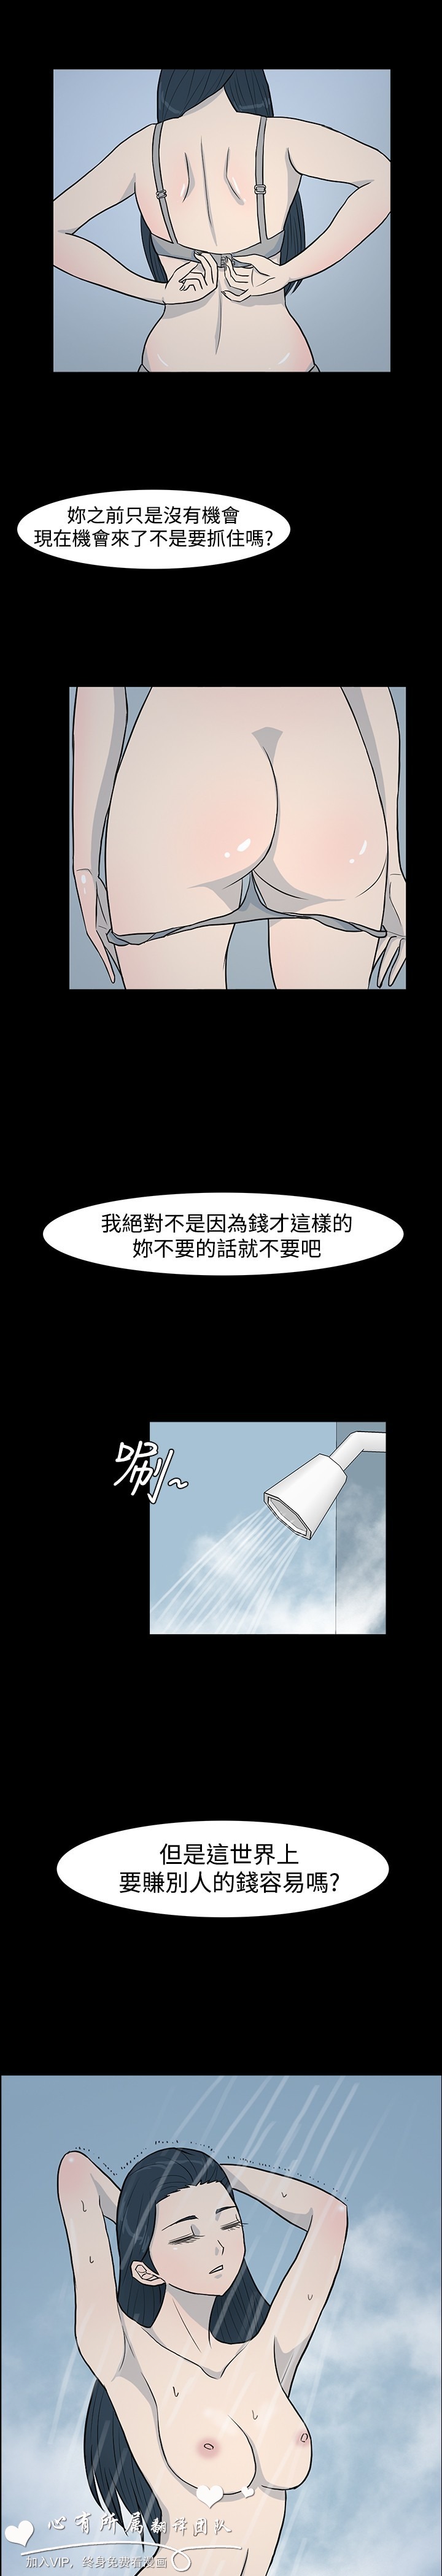 妳之前只是沒有機會
現在機會來了不是要抓住嗎?
我絕對不是因為錢才這樣的
妳不要的話就不要吧
唰~
但是這世界上
要賺別人的錢容易嗎?
心有所属翻译团队
加入VIP，终身免费看漫画